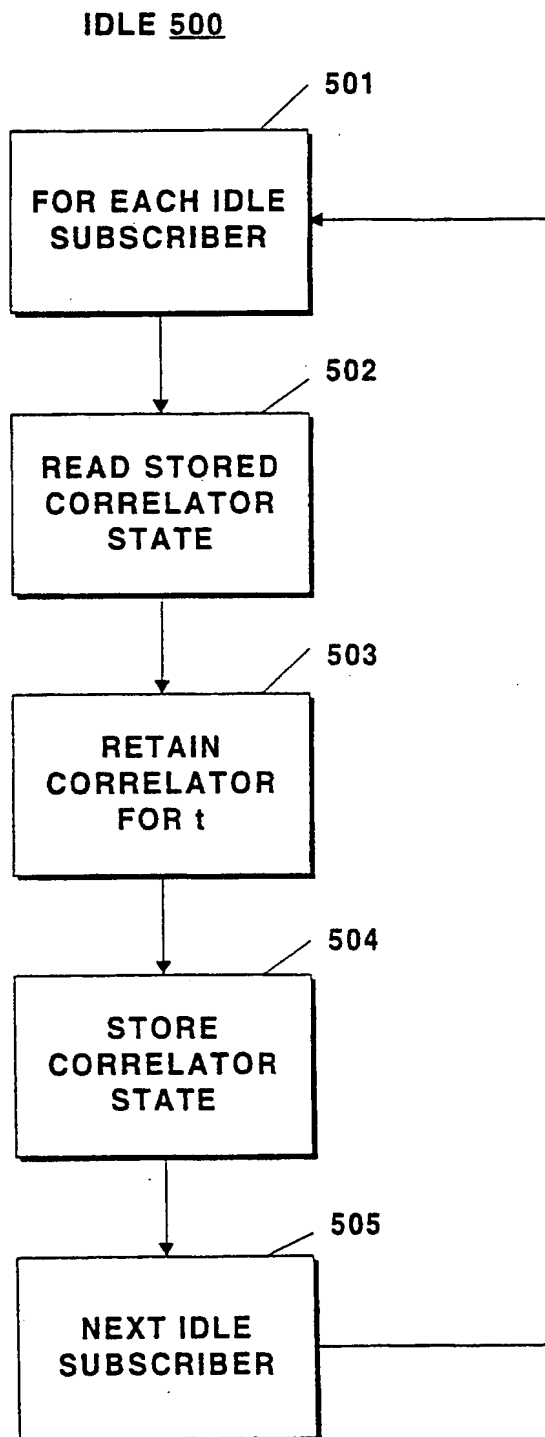 IDLE 500
501
FOR EACH IDLE
SUBSCRIBER
502
READ STORED
CORRELATOR
STATE
503
RETAIN
CORRELATOR
FOR t
504
STORE
CORRELATOR
STATE
505
NEXT IDLE
SUBSCRIBER